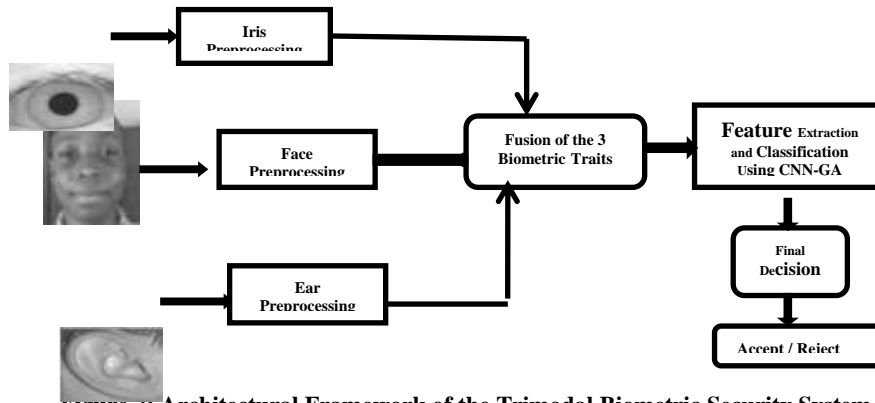 Iris
Preprocessing
Face
Preprocessing
Ear
Preprocessing
Fusion of the 3
Biometric Traits
Feature Extraction
and Classification
Using CNN-GA
Final
Decision
Accept / Reject
Architectural Framework of the Trimodal Biometric Security System